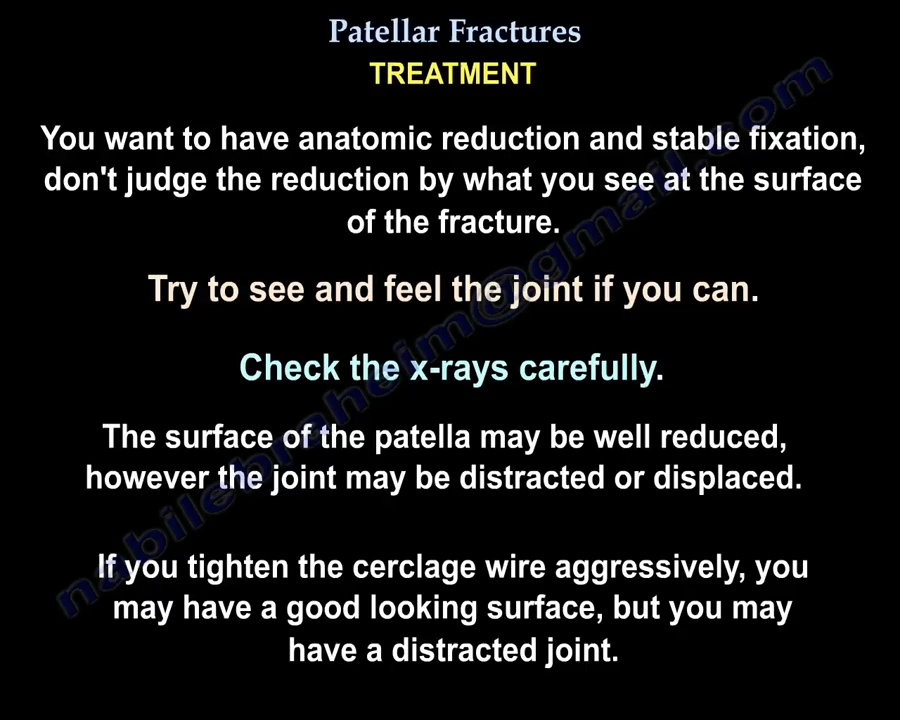 Patellar Fractures
TREATMENT
You want to have anatomic reduction and stable fixation,
don't judge the reduction by what you see at the surface
of the fracture.
Try to see and feel the joint if you can.
Check the x-rays carefully.
The surface of the patella may be well reduced,
however the joint may be distracted or displaced.
If you tighten the cerclage wire aggressively, you
may have a good looking surface, but you may
have a distracted joint.
nabilebraheim@gmail.com